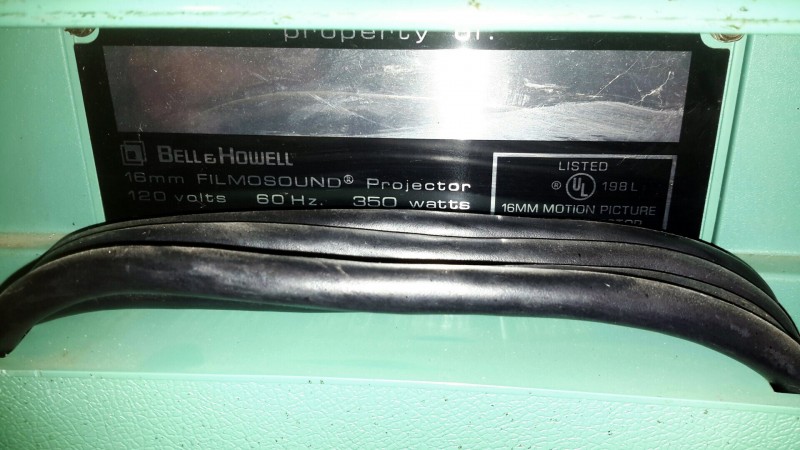 property of:
BELL & HOWELL
16mm FILMOSOUND® Projector
120 volts 60 Hz. 350 watts
LISTED
® UL 198L
16MM MOTION PICTURE